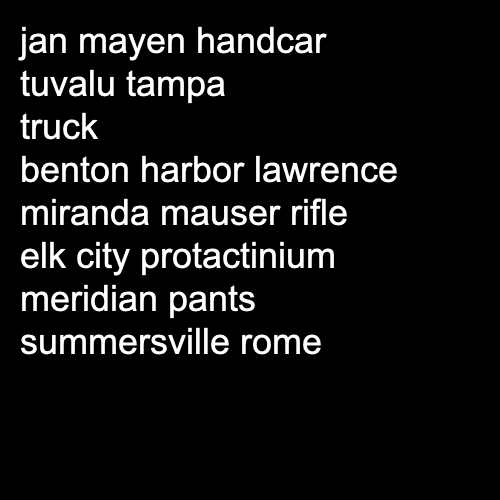 jan mayen handcar
tuvalu tampa
truck
benton harbor lawrence
miranda mauser rifle
elk city protactinium
meridian pants
summersville rome